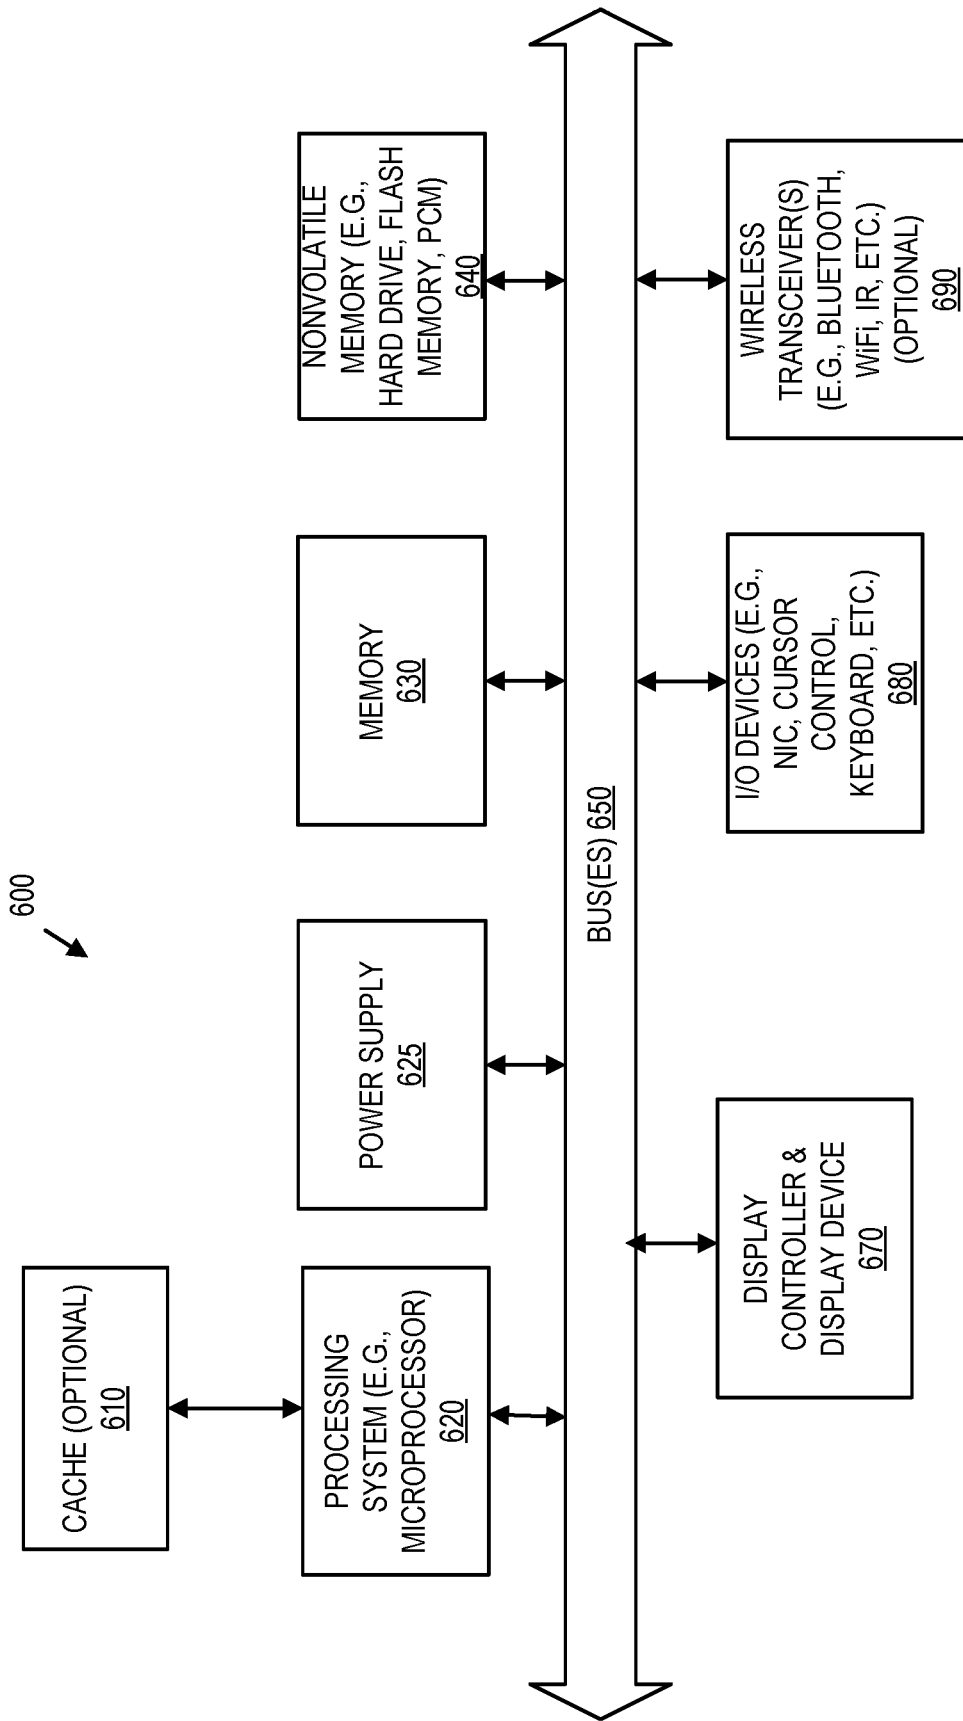 600
CACHE (OPTIONAL)
610
PROCESSING
SYSTEM (E.G.,
MICROPROCESSOR)
620
POWER SUPPLY
625
MEMORY
630
NONVOLATILE
MEMORY (E.G.,
HARD DRIVE, FLASH
MEMORY, PCM)
640
BUS(ES) 650
DISPLAY
CONTROLLER &
DISPLAY DEVICE
670
I/O DEVICES (E.G.,
NIC, CURSOR
CONTROL,
KEYBOARD, ETC.)
680
WIRELESS
TRANSCEIVER(S)
(E.G., BLUETOOTH,
WiFi, IR, ETC.)
(OPTIONAL)
690